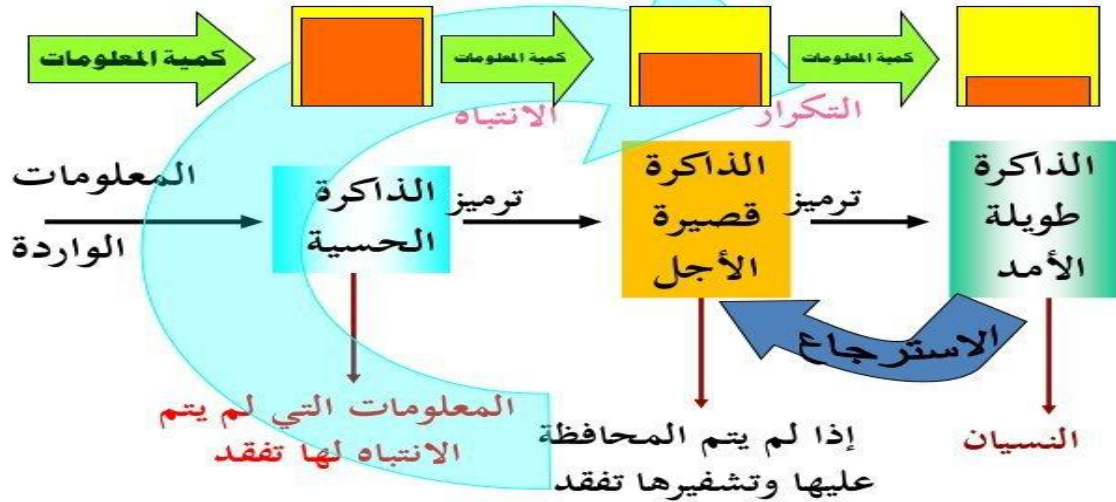 كمية المعلومات
كمية المعلومات
كمية المعلومات
الانتباه
التكرار
المعلومات
الواردة
الذاكرة
الحسية
ترميز
الذاكرة
قصيرة
الأجل
ترميز
الذاكرة
طويلة
الأمد
الاسترجاع
المعلومات التي لم يتم
الانتباه لها تفقد
إذا لم يتم المحافظة
عليها وتشفيرها تفقد
النسيان